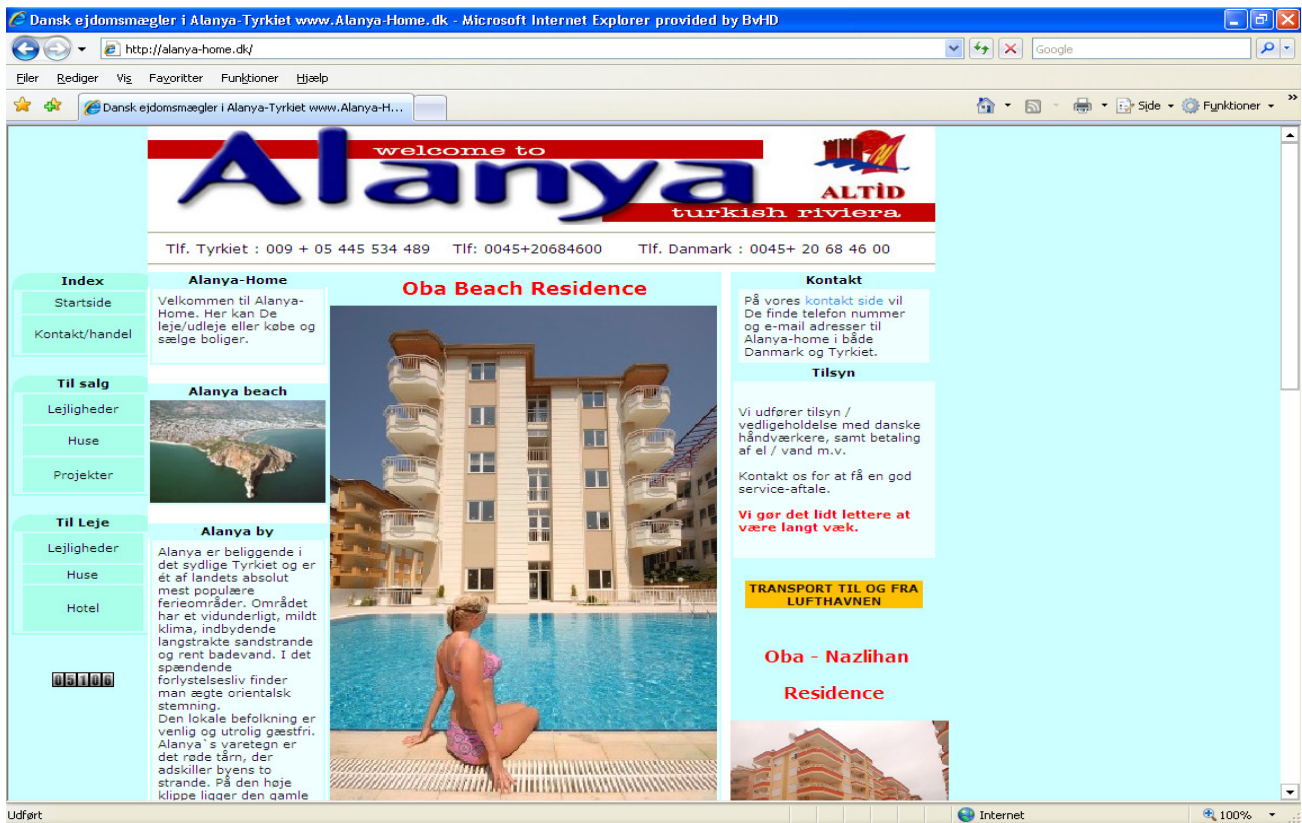 Dansk ejdomsmægler i Alanya-Tyrkiet www.Alanya-Home.dk - Microsoft Internet Explorer provided by BvHD
http://alanya-home.dk/
Google
Filer Rediger Vis Favoritter Funktioner Hjælp
Dansk ejdomsmægler i Alanya-Tyrkiet www.Alanya-H...
Side Funktioner
welcome to
Alanya
ALTİD
turkish riviera
Tlf. Tyrkiet : 009 + 05 445 534 489 Tlf: 0045+20684600 Tlf. Danmark : 0045+ 20 68 46 00
Index
Startside
Kontakt/handel
Til salg
Lejligheder
Huse
Projekter
Til Leje
Lejligheder
Huse
Hotel
05106
Alanya-Home
Velkommen til Alanya-
Home. Her kan De
leje/udleje eller købe og
sælge boliger.
Alanya beach
Alanya by
Alanya er beliggende i
det sydlige Tyrkiet og er
ét af landets absolut
mest populære
ferieområder. Området
har et vidunderligt, mildt
klima, indbydende
langstrakte sandstrande
og rent badevand. I det
spændende
forlystelsesliv finder
man ægte orientalsk
stemning.
Den lokale befolkning er
venlig og utrolig gæstfri.
Alanya`s varetegn er
det røde tårn, der
adskiller byens to
strande. På den høje
klippe ligger den gamle
Oba Beach Residence
Kontakt
På vores kontakt side vil
De finde telefon nummer
og e-mail adresser til
Alanya-home i både
Danmark og Tyrkiet.
Tilsyn
Vi udfører tilsyn /
vedligeholdelse med danske
håndværkere, samt betaling
af el / vand m.v.
Kontakt os for at få en god
service-aftale.
Vi gør det lidt lettere at
være langt væk.
TRANSPORT TIL OG FRA
LUFTHAVNEN
Oba - Nazlihan
Residence
Udført
Internet
100%